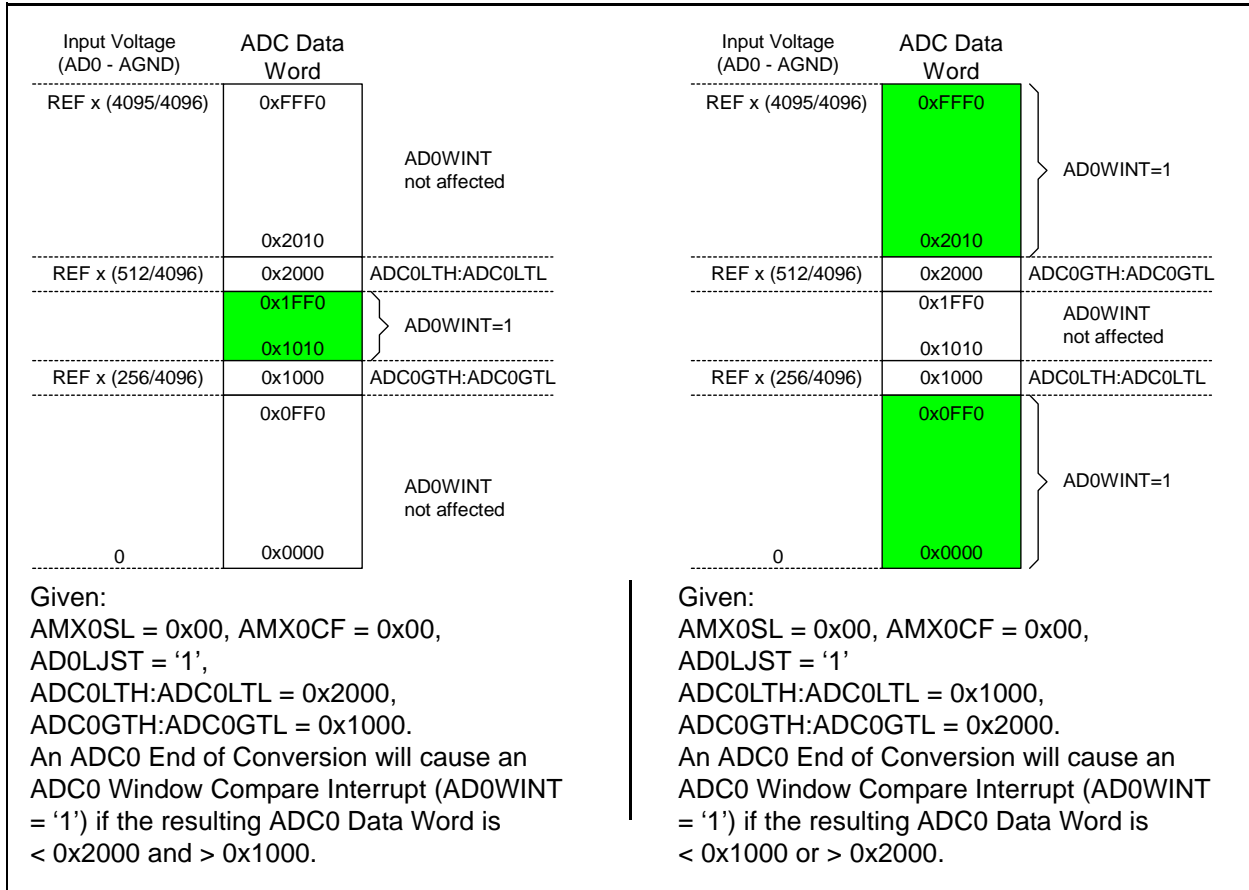 Input Voltage
(AD0 - AGND)
ADC Data
Word
REF x (4095/4096)
0xFFF0
AD0WINT
not affected
0x2010
REF x (512/4096)
0x2000
ADC0LTH:ADC0LTL
0x1FF0
AD0WINT=1
0x1010
REF x (256/4096)
0x1000
ADC0GTH:ADC0GTL
0x0FF0
AD0WINT
not affected
0
0x0000
Given:
AMX0SL = 0x00, AMX0CF = 0x00,
AD0LJST = ‘1’,
ADC0LTH:ADC0LTL = 0x2000,
ADC0GTH:ADC0GTL = 0x1000.
An ADC0 End of Conversion will cause an
ADC0 Window Compare Interrupt (AD0WINT
= ‘1’) if the resulting ADC0 Data Word is
< 0x2000 and > 0x1000.
Input Voltage
(AD0 - AGND)
ADC Data
Word
REF x (4095/4096)
0xFFF0
AD0WINT=1
0x2010
REF x (512/4096)
0x2000
ADC0GTH:ADC0GTL
0x1FF0
AD0WINT
not affected
0x1010
REF x (256/4096)
0x1000
ADC0LTH:ADC0LTL
0x0FF0
AD0WINT=1
0
0x0000
Given:
AMX0SL = 0x00, AMX0CF = 0x00,
AD0LJST = ‘1’
ADC0LTH:ADC0LTL = 0x1000,
ADC0GTH:ADC0GTL = 0x2000.
An ADC0 End of Conversion will cause an
ADC0 Window Compare Interrupt (AD0WINT
= ‘1’) if the resulting ADC0 Data Word is
< 0x1000 or > 0x2000.